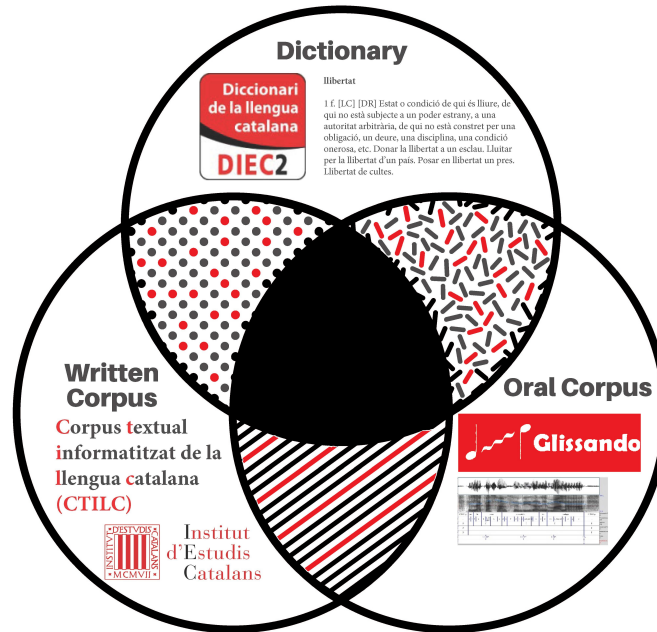 Dictionary
Diccionari
de la llengua
catalana
DIEC2
llibertat
1 f. [LC] [DR] Estat o condició de qui és lliure, de
qui no està subjecte a un poder estrany, a una
autoritat arbitrària, de qui no està constret per una
obligació, un deure, una disciplina, una condició
onerosa, etc. Donar la llibertat a un esclau. Lluitar
per la llibertat d'un país. Posar en llibertat un pres.
Llibertat de cultes.
Written
Corpus
Corpus textual
informatitzat de la
llengua catalana
(CTILC)
INSTITUT
D'ESTVDIS
CATALANS
MCMVII
Institut
d'Estudis
Catalans
Oral Corpus
Glissando